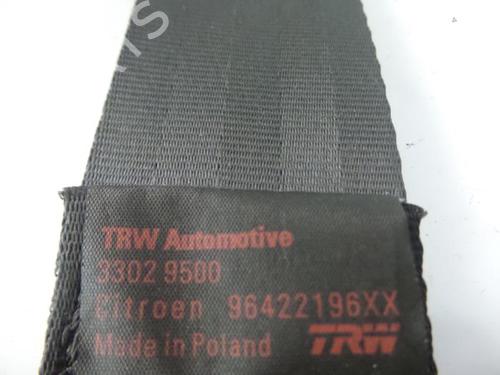 TRW Automotive
3302 9500
Citroen 96422196XX
Made in Poland TRW